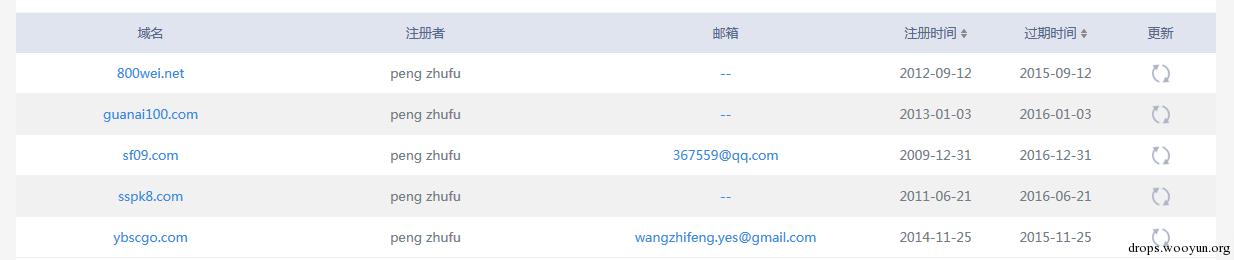 域名 注册者 邮箱 注册时间 过期时间 更新
800wei.net peng zhufu -- 2012-09-12 2015-09-12
guanai100.com peng zhufu -- 2013-01-03 2016-01-03
sf09.com peng zhufu 367559@qq.com 2009-12-31 2016-12-31
sspk8.com peng zhufu -- 2011-06-21 2016-06-21
ybscgo.com peng zhufu wangzhifeng.yes@gmail.com 2014-11-25 2015-11-25
drops.wooyun.org